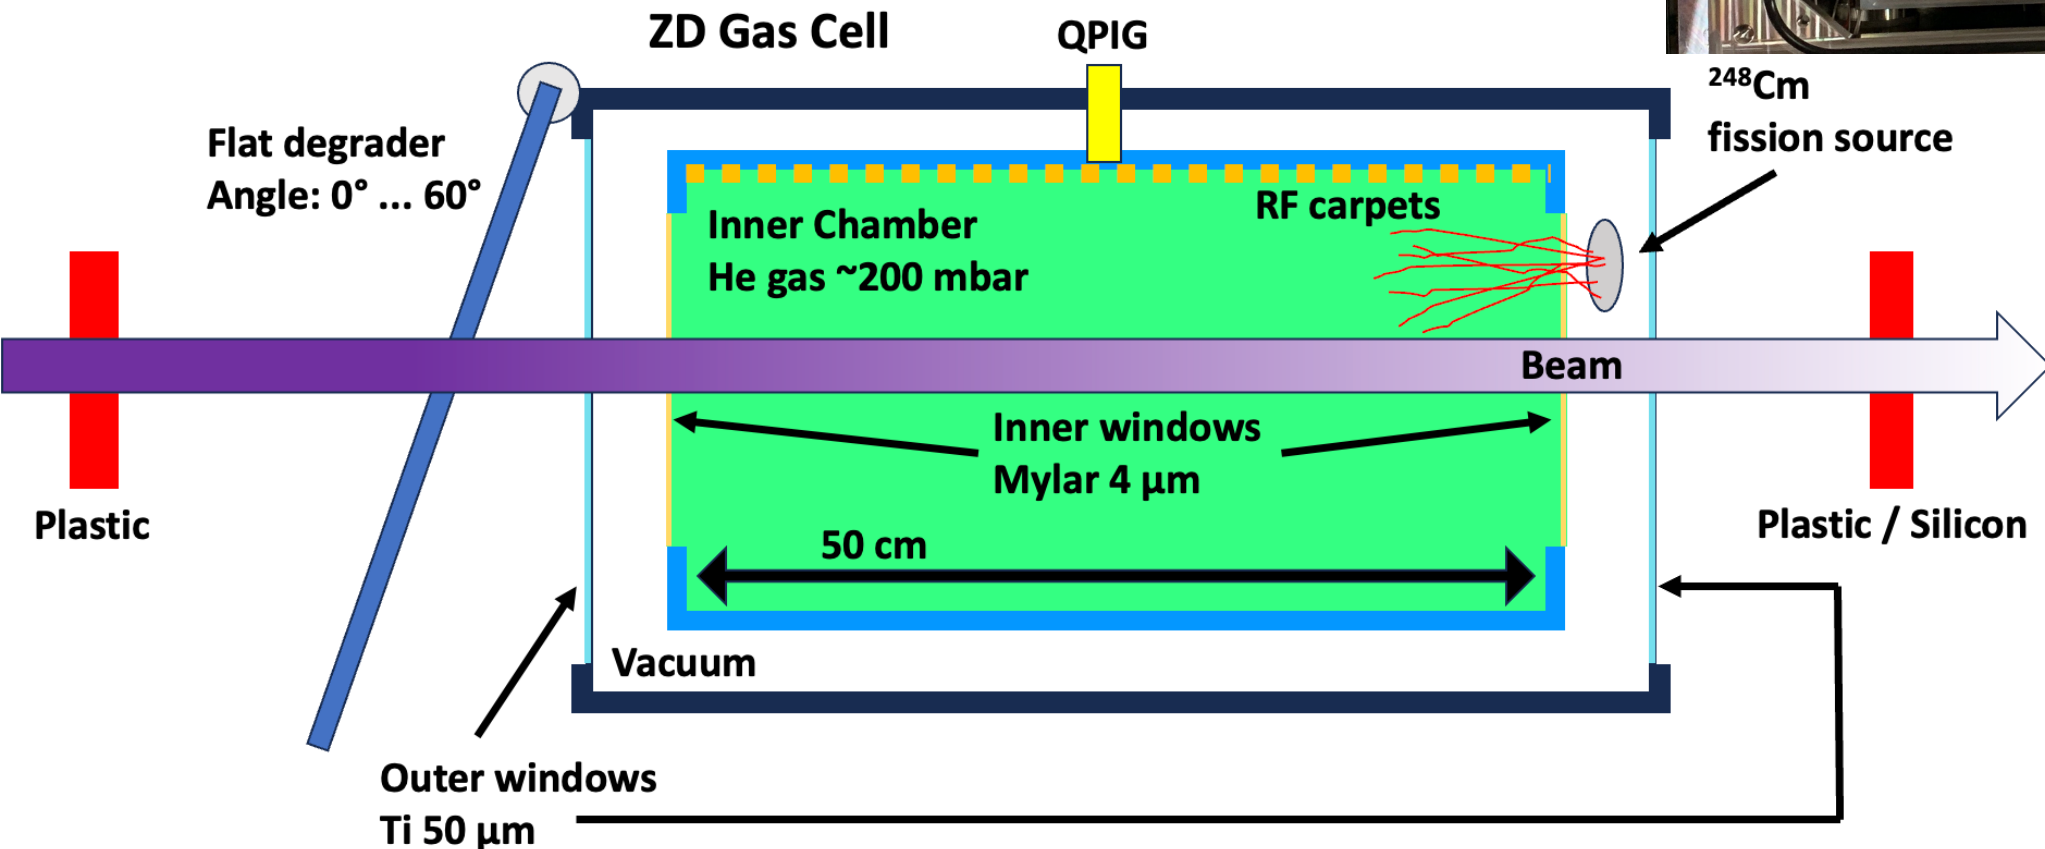 ZD Gas Cell
QPIG
²⁴⁸Cm
fission source
Flat degrader
Angle: 0° ... 60°
RF carpets
Inner Chamber
He gas ~200 mbar
Beam
Inner windows
Mylar 4 µm
Plastic
Plastic / Silicon
50 cm
Vacuum
Outer windows
Ti 50 µm